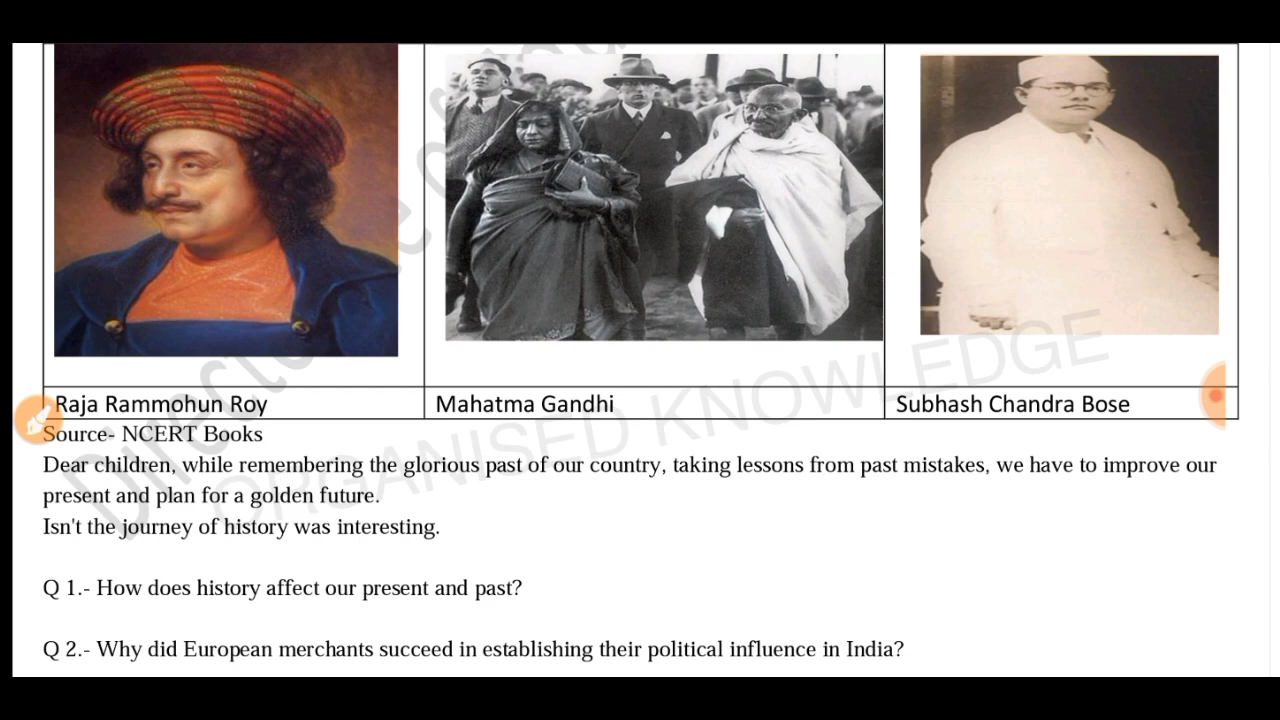 Raja Rammohun Roy
Mahatma Gandhi
Subhash Chandra Bose
Source- NCERT Books
Dear children, while remembering the glorious past of our country, taking lessons from past mistakes, we have to improve our
present and plan for a golden future.
Isn't the journey of history was interesting.
Q 1.- How does history affect our present and past?
Q 2.- Why did European merchants succeed in establishing their political influence in India?
ORGANISED KNOWLEDGE